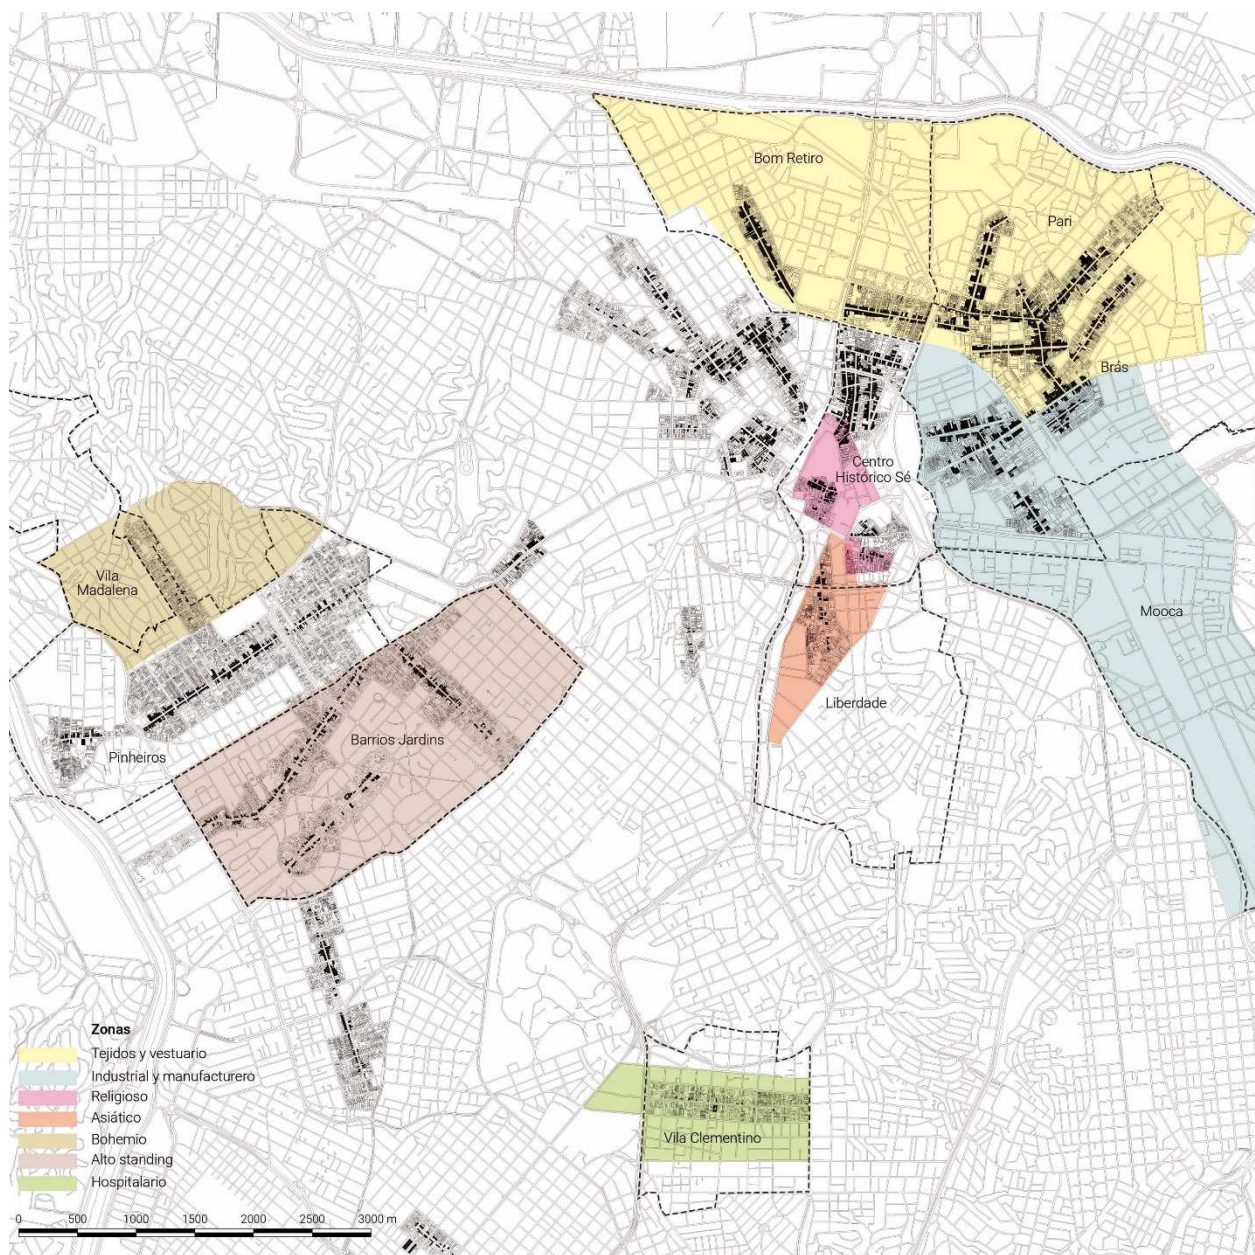 Bom Retiro
Pari
Brás
Centro
Histórico Sé
Vila
Madalena
Mooca
Liberdade
Barrios Jardins
Pinheiros
Vila Clementino
Zonas
Tejidos y vestuario
Industrial y manufacturero
Religioso
Asiático
Bohemio
Alto standing
Hospitalario
0 500 1000 1500 2000 2500 3000 m